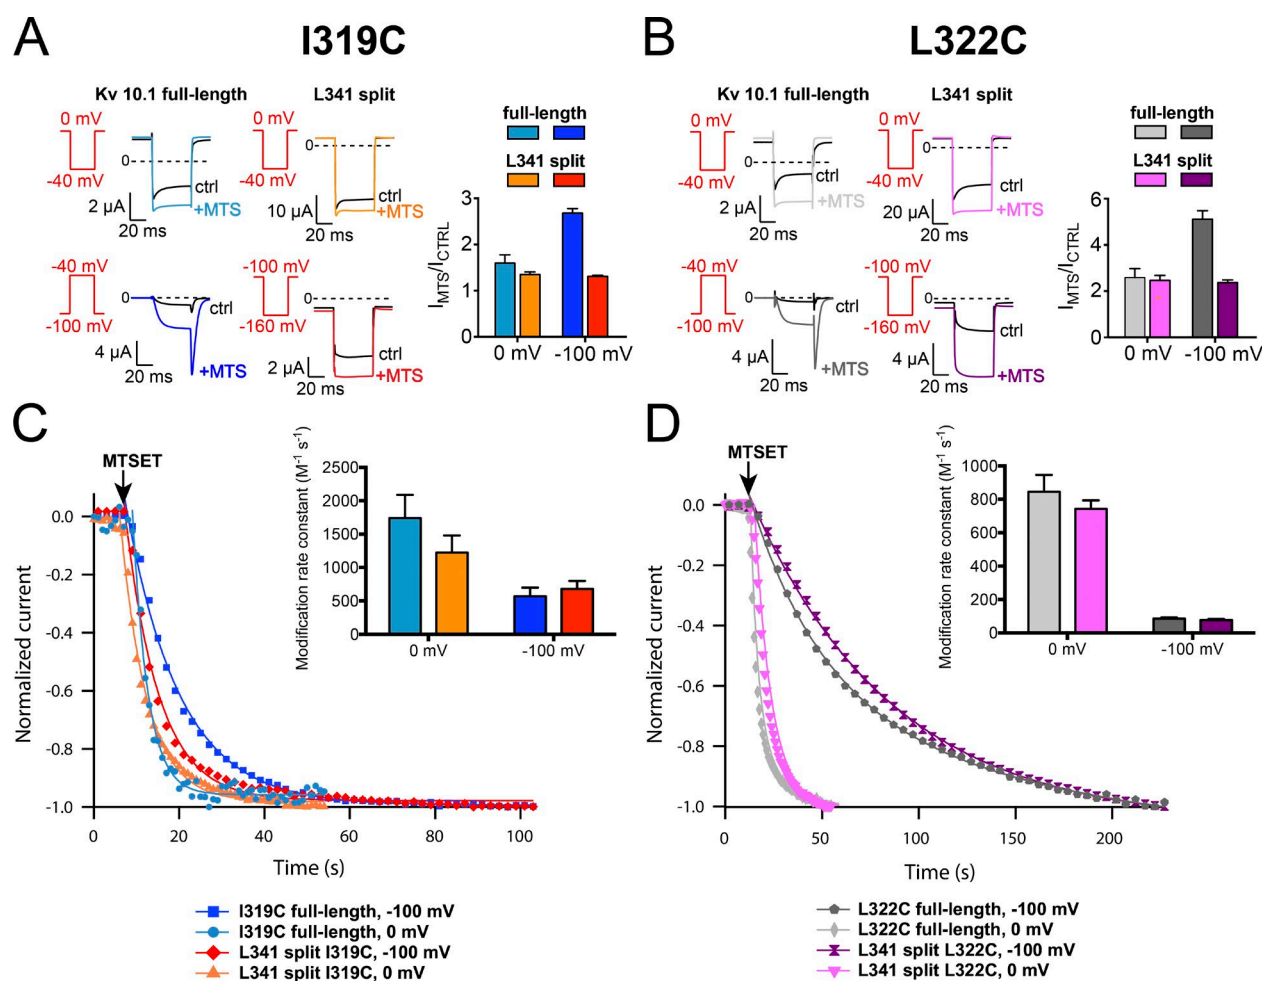 A
I319C
Kv 10.1 full-length
L341 split
0 mV
-40 mV
0
ctrl
+MTS
2 µA
20 ms
0 mV
-40 mV
0
ctrl
+MTS
10 µA
20 ms
-40 mV
-100 mV
0
ctrl
+MTS
4 µA
20 ms
-100 mV
-160 mV
0
ctrl
+MTS
2 µA
20 ms
full-length
L341 split
I_MTS/I_CTRL
3
2
1
0
0 mV
-100 mV
B
L322C
Kv 10.1 full-length
L341 split
0 mV
-40 mV
0
ctrl
+MTS
2 µA
20 ms
0 mV
-40 mV
0
ctrl
+MTS
20 µA
20 ms
-40 mV
-100 mV
0
ctrl
+MTS
4 µA
20 ms
-100 mV
-160 mV
0
ctrl
+MTS
4 µA
20 ms
full-length
L341 split
I_MTS/I_CTRL
6
4
2
0
0 mV
-100 mV
C
MTSET
Normalized current
0.0
-0.2
-0.4
-0.6
-0.8
-1.0
0
20
40
60
80
100
Time (s)
Modification rate constant (M⁻¹ s⁻¹)
2500
2000
1500
1000
500
0
0 mV
-100 mV
I319C full-length, -100 mV
I319C full-length, 0 mV
L341 split I319C, -100 mV
L341 split I319C, 0 mV
D
MTSET
Normalized current
0.0
-0.2
-0.4
-0.6
-0.8
-1.0
0
50
100
150
200
Time (s)
Modification rate constant (M⁻¹ s⁻¹)
1000
800
600
400
200
0
0 mV
-100 mV
L322C full-length, -100 mV
L322C full-length, 0 mV
L341 split L322C, -100 mV
L341 split L322C, 0 mV